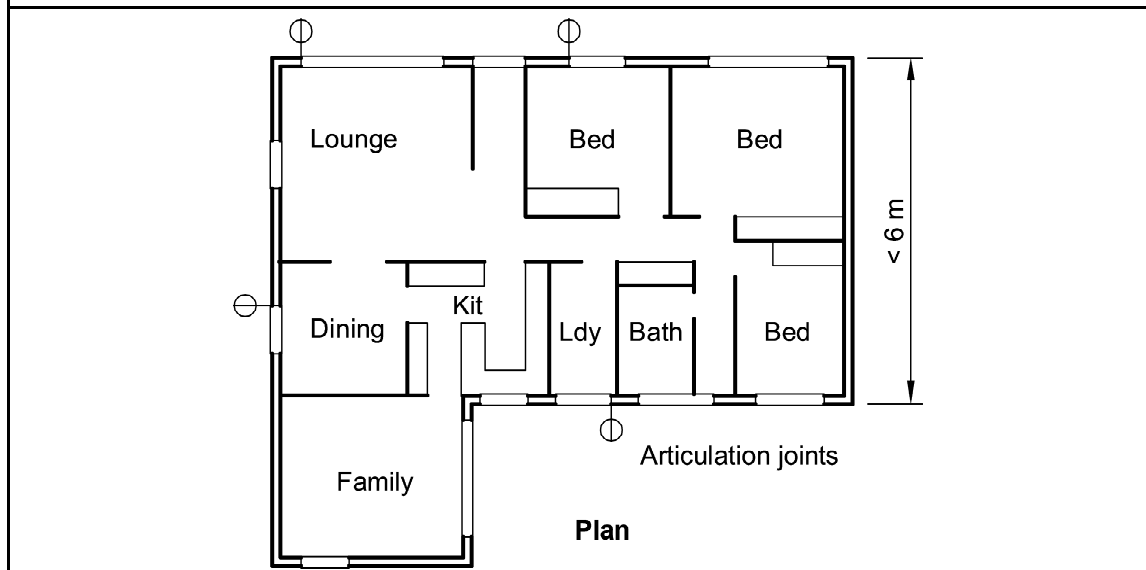 Lounge
Bed
Bed
< 6 m
Kit
Dining
Ldy
Bath
Bed
Articulation joints
Family
Plan